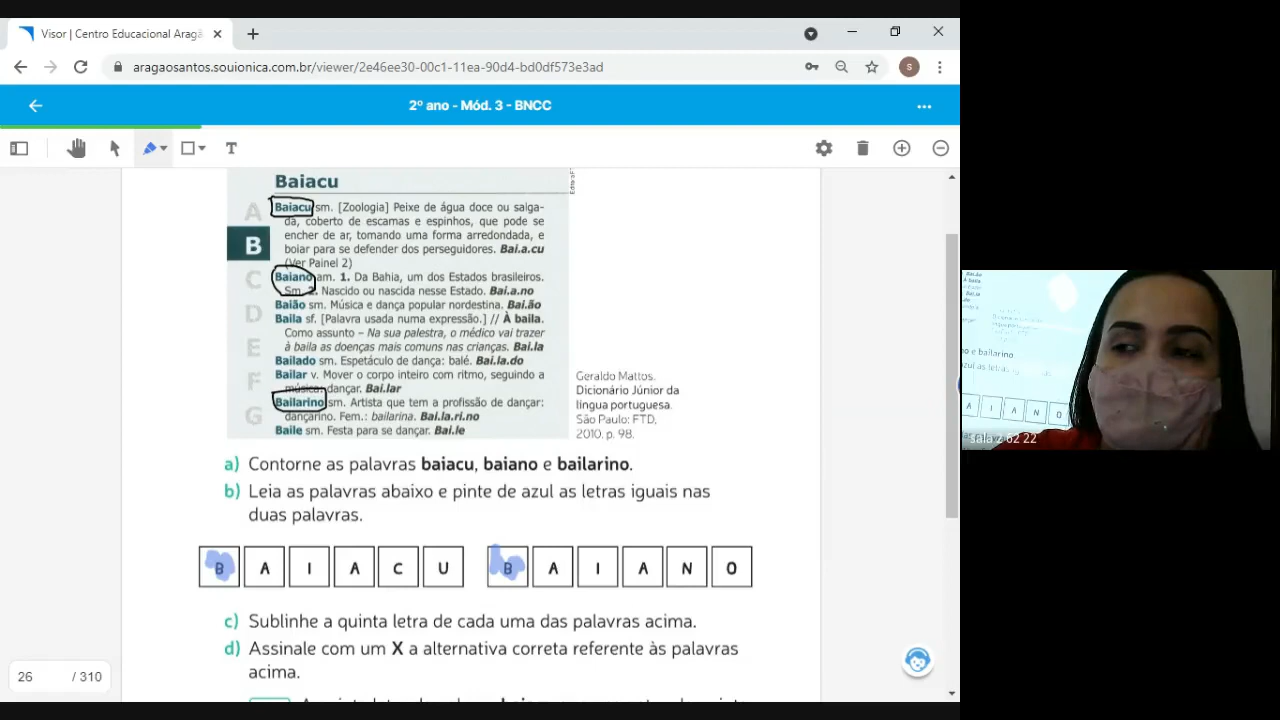 Visor | Centro Educacional Aragã
aragaosantos.souionica.com.br/viewer/2e46ee30-00c1-11ea-90d4-bd0df573e3ad
S
2º ano - Mód. 3 - BNCC
T
Baiacu
A
B
C
D
E
F
G
Baiacu sm. [Zoologia] Peixe de água doce ou salga-
da, coberto de escamas e espinhos, que pode se
encher de ar, tomando uma forma arredondada, e
boiar para se defender dos perseguidores. Bai.a.cu
(Ver Painel 2)
Baiano am. 1. Da Bahia, um dos Estados brasileiros.
Sm. 2. Nascido ou nascida nesse Estado. Bai.a.no
Baião sm. Música e dança popular nordestina. Bai.ão
Baila sf. [Palavra usada numa expressão.] // À baila.
Como assunto – Na sua palestra, o médico vai trazer
à baila as doenças mais comuns nas crianças. Bai.la
Bailado sm. Espetáculo de dança: balé. Bai.la.do
Bailar v. Mover o corpo inteiro com ritmo, seguindo a
música: dançar. Bai.lar
Bailarino sm. Artista que tem a profissão de dançar:
dançarino. Fem.: bailarina. Bai.la.ri.no
Baile sm. Festa para se dançar. Bai.le
Geraldo Mattos.
Dicionário Júnior da
língua portuguesa.
São Paulo: FTD,
2010, p. 98.
a) Contorne as palavras baiacu, baiano e bailarino.
b) Leia as palavras abaixo e pinte de azul as letras iguais nas
duas palavras.
B A I A C U B A I A N O
c) Sublinhe a quinta letra de cada uma das palavras acima.
d) Assinale com um X a alternativa correta referente às palavras
acima.
26 / 310
o e bailarino
A I A N O
sala 2 62 22